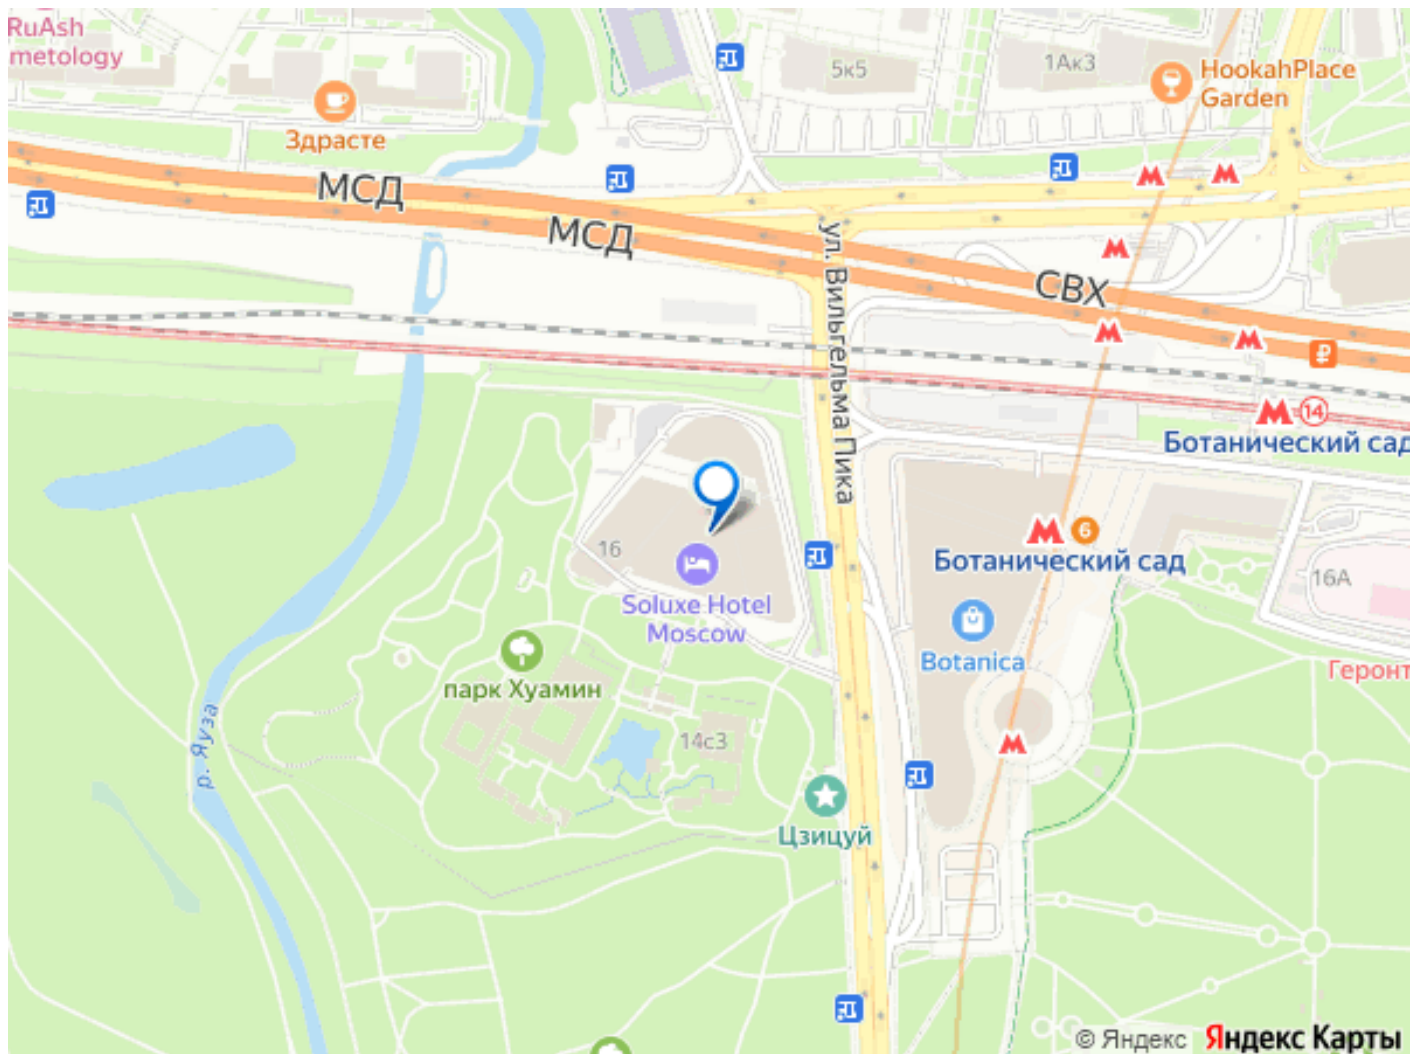 RuAsh
metology
Здрасте
5к5
1Ак3
HookahPlace
Garden
МСД
МСД
СВХ
ул. Вильгельма Пика
14
Ботанический сад
16
Soluxe Hotel
Moscow
6
Ботанический сад
16А
Botanica
Геронт
парк Хуамин
14с3
р. Яуза
Цзицуй
© Яндекс Яндекс Карты